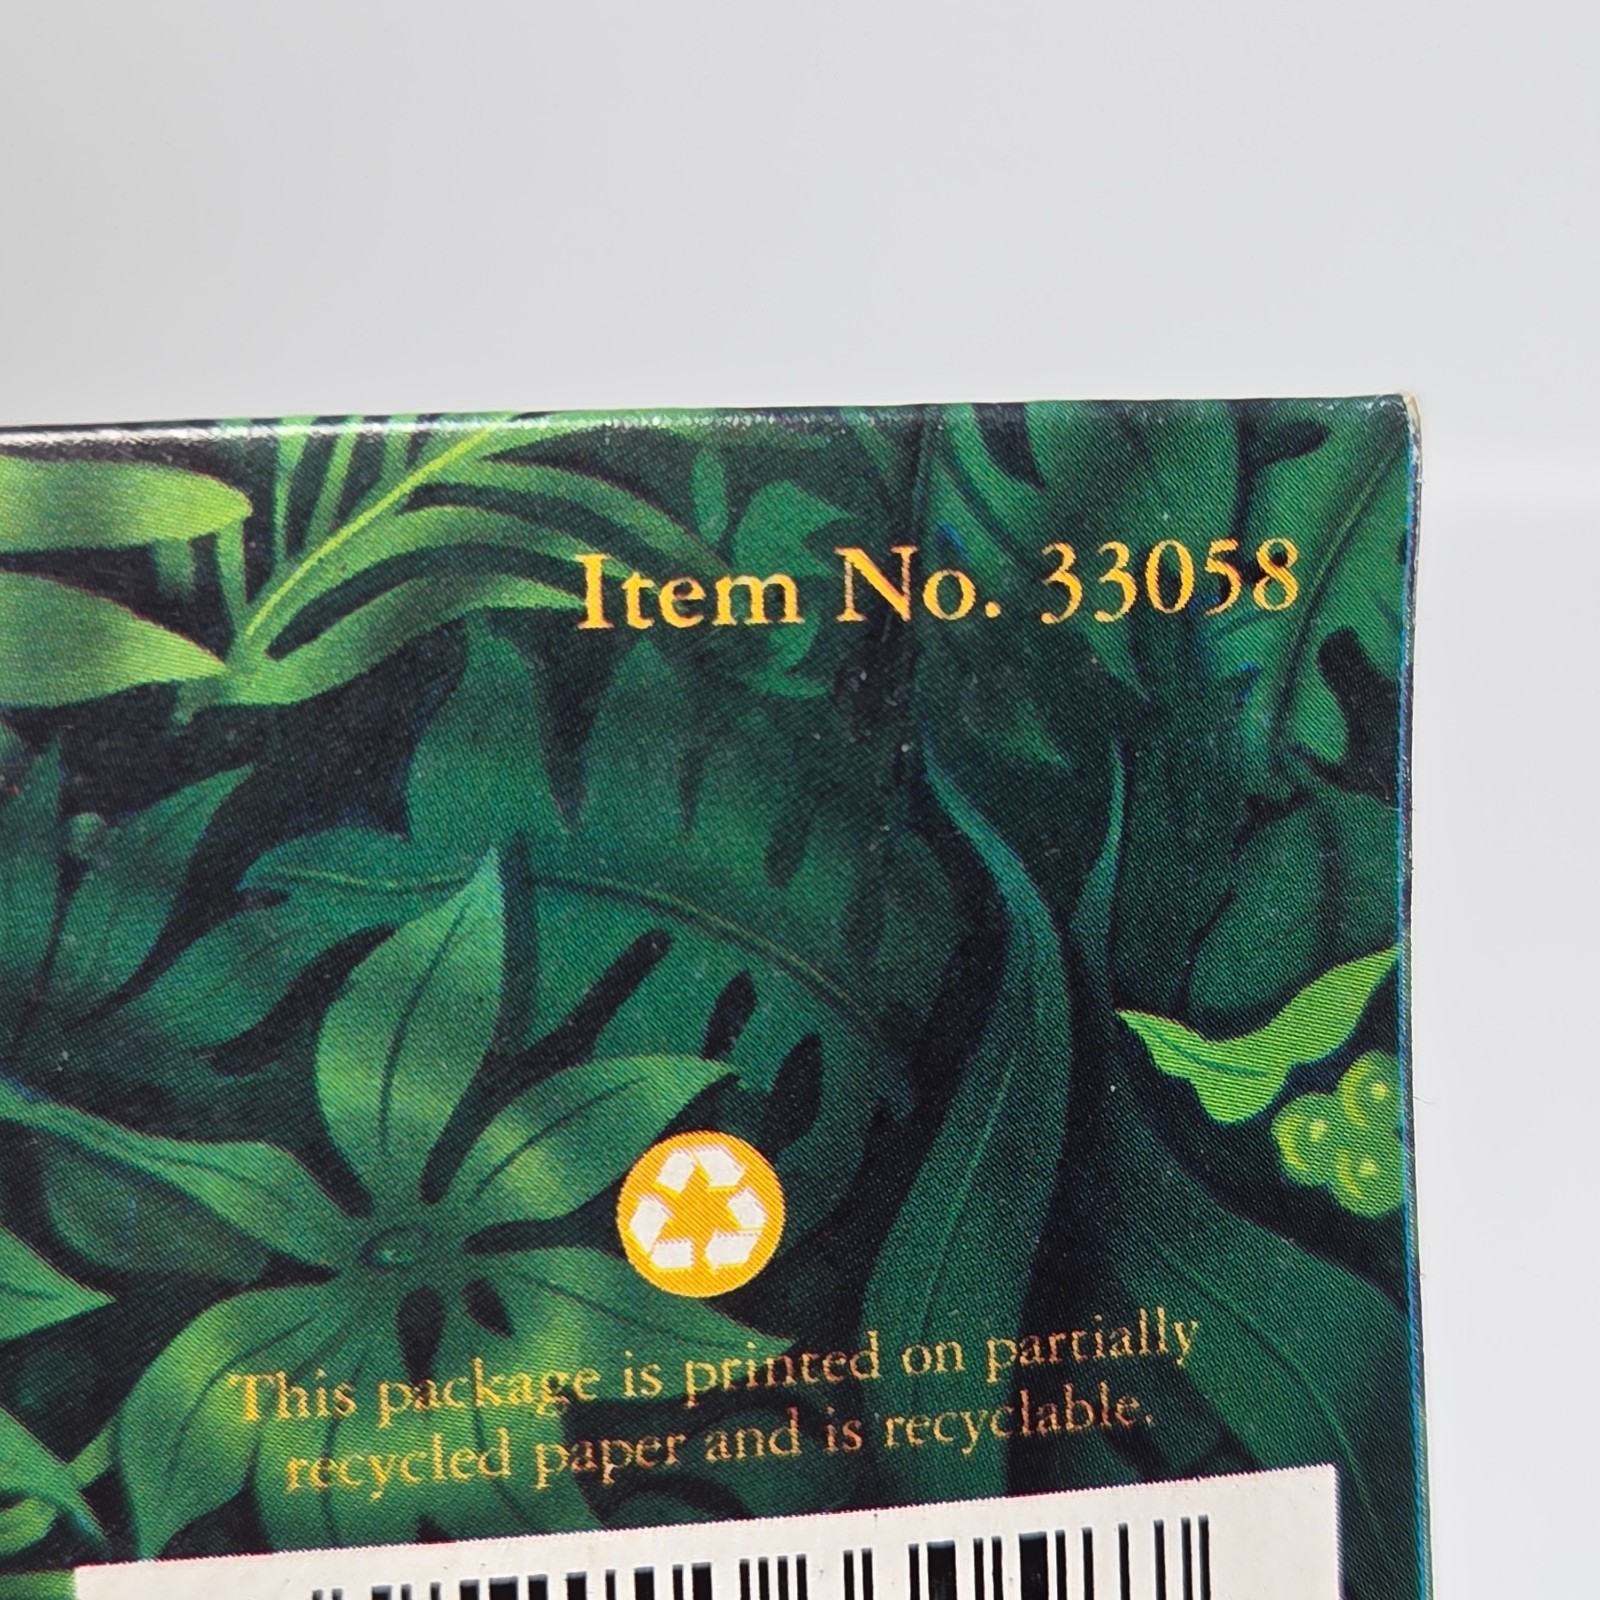 Item No. 33058
This package is printed on partially
recycled paper and is recyclable.